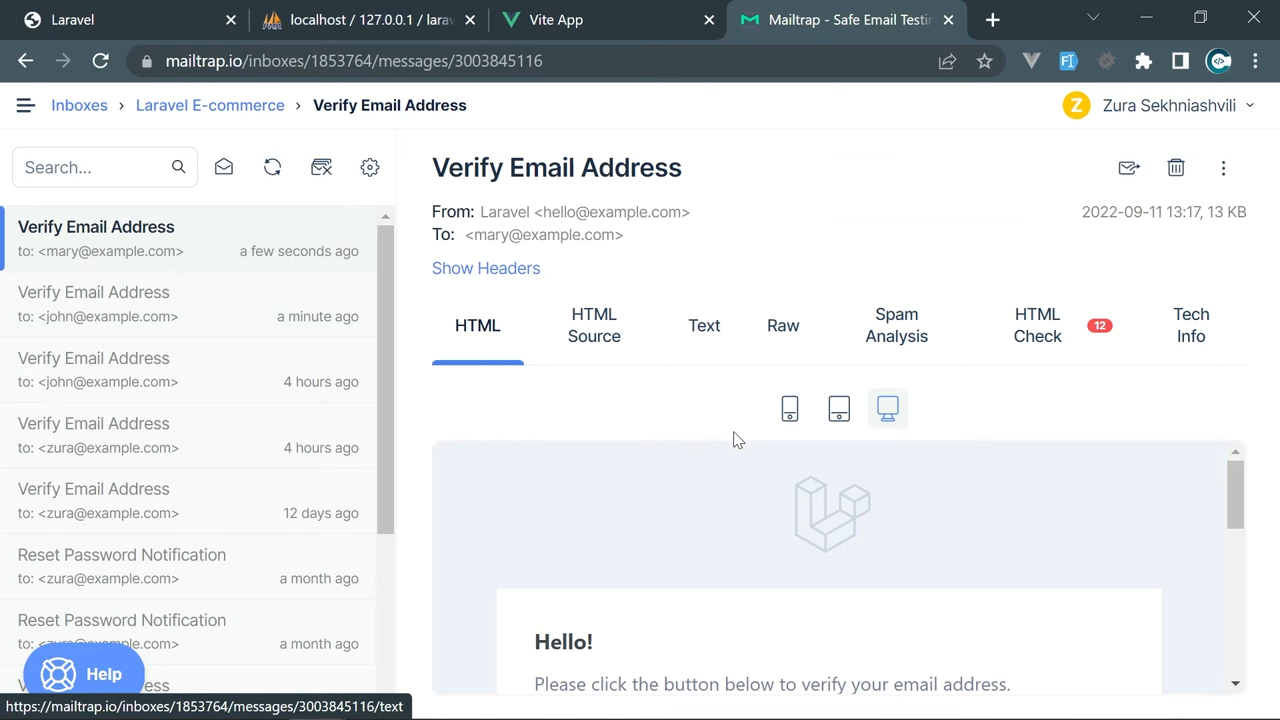 Laravel
localhost / 127.0.0.1 / larav
Vite App
Mailtrap - Safe Email Testin
mailtrap.io/inboxes/1853764/messages/3003845116
Inboxes > Laravel E-commerce > Verify Email Address
Z Zura Sekhniashvili
Search...
Verify Email Address
to: <mary@example.com> a few seconds ago
Verify Email Address
to: <john@example.com> a minute ago
Verify Email Address
to: <john@example.com> 4 hours ago
Verify Email Address
to: <zura@example.com> 4 hours ago
Verify Email Address
to: <zura@example.com> 12 days ago
Reset Password Notification
to: <zura@example.com> a month ago
Reset Password Notification
to: <zura@example.com> a month ago
Help
https://mailtrap.io/inboxes/1853764/messages/3003845116/text
Verify Email Address
From: Laravel <hello@example.com> 2022-09-11 13:17, 13 KB
To: <mary@example.com>
Show Headers
HTML
HTML Source
Text
Raw
Spam Analysis
HTML Check 12
Tech Info
Hello!
Please click the button below to verify your email address.